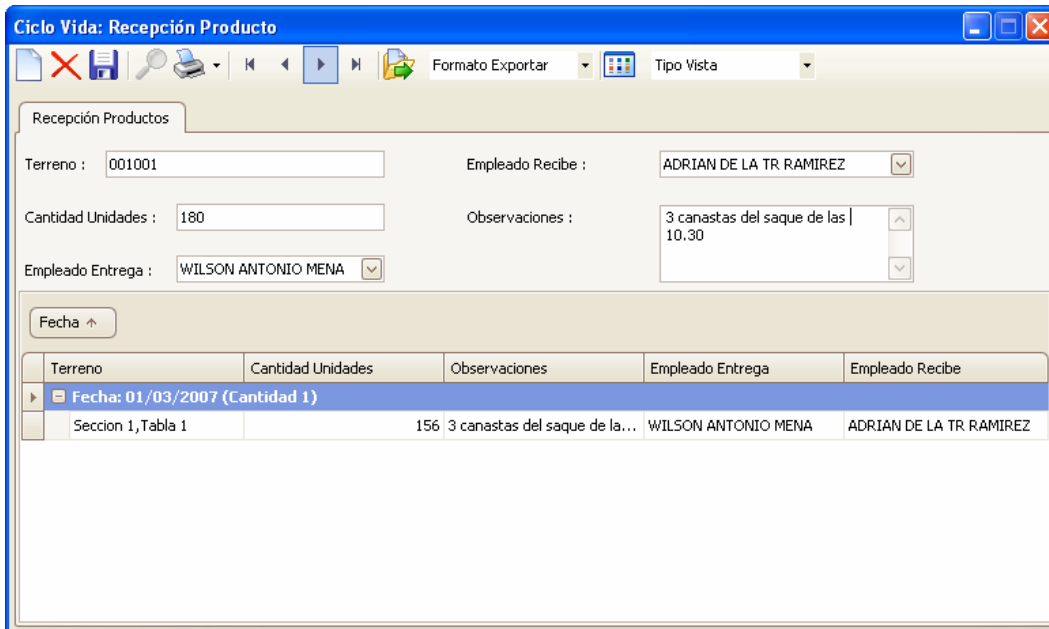 Ciclo Vida: Recepción Producto
Formato Exportar Tipo Vista
Recepción Productos
Terreno : 001001 Empleado Recibe : ADRIAN DE LA TR RAMIREZ
Cantidad Unidades : 180 Observaciones : 3 canastas del saque de las
10.30
Empleado Entrega : WILSON ANTONIO MENA
Fecha
Terreno Cantidad Unidades Observaciones Empleado Entrega Empleado Recibe
Fecha: 01/03/2007 (Cantidad 1)
Seccion 1,Tabla 1 156 3 canastas del saque de la... WILSON ANTONIO MENA ADRIAN DE LA TR RAMIREZ